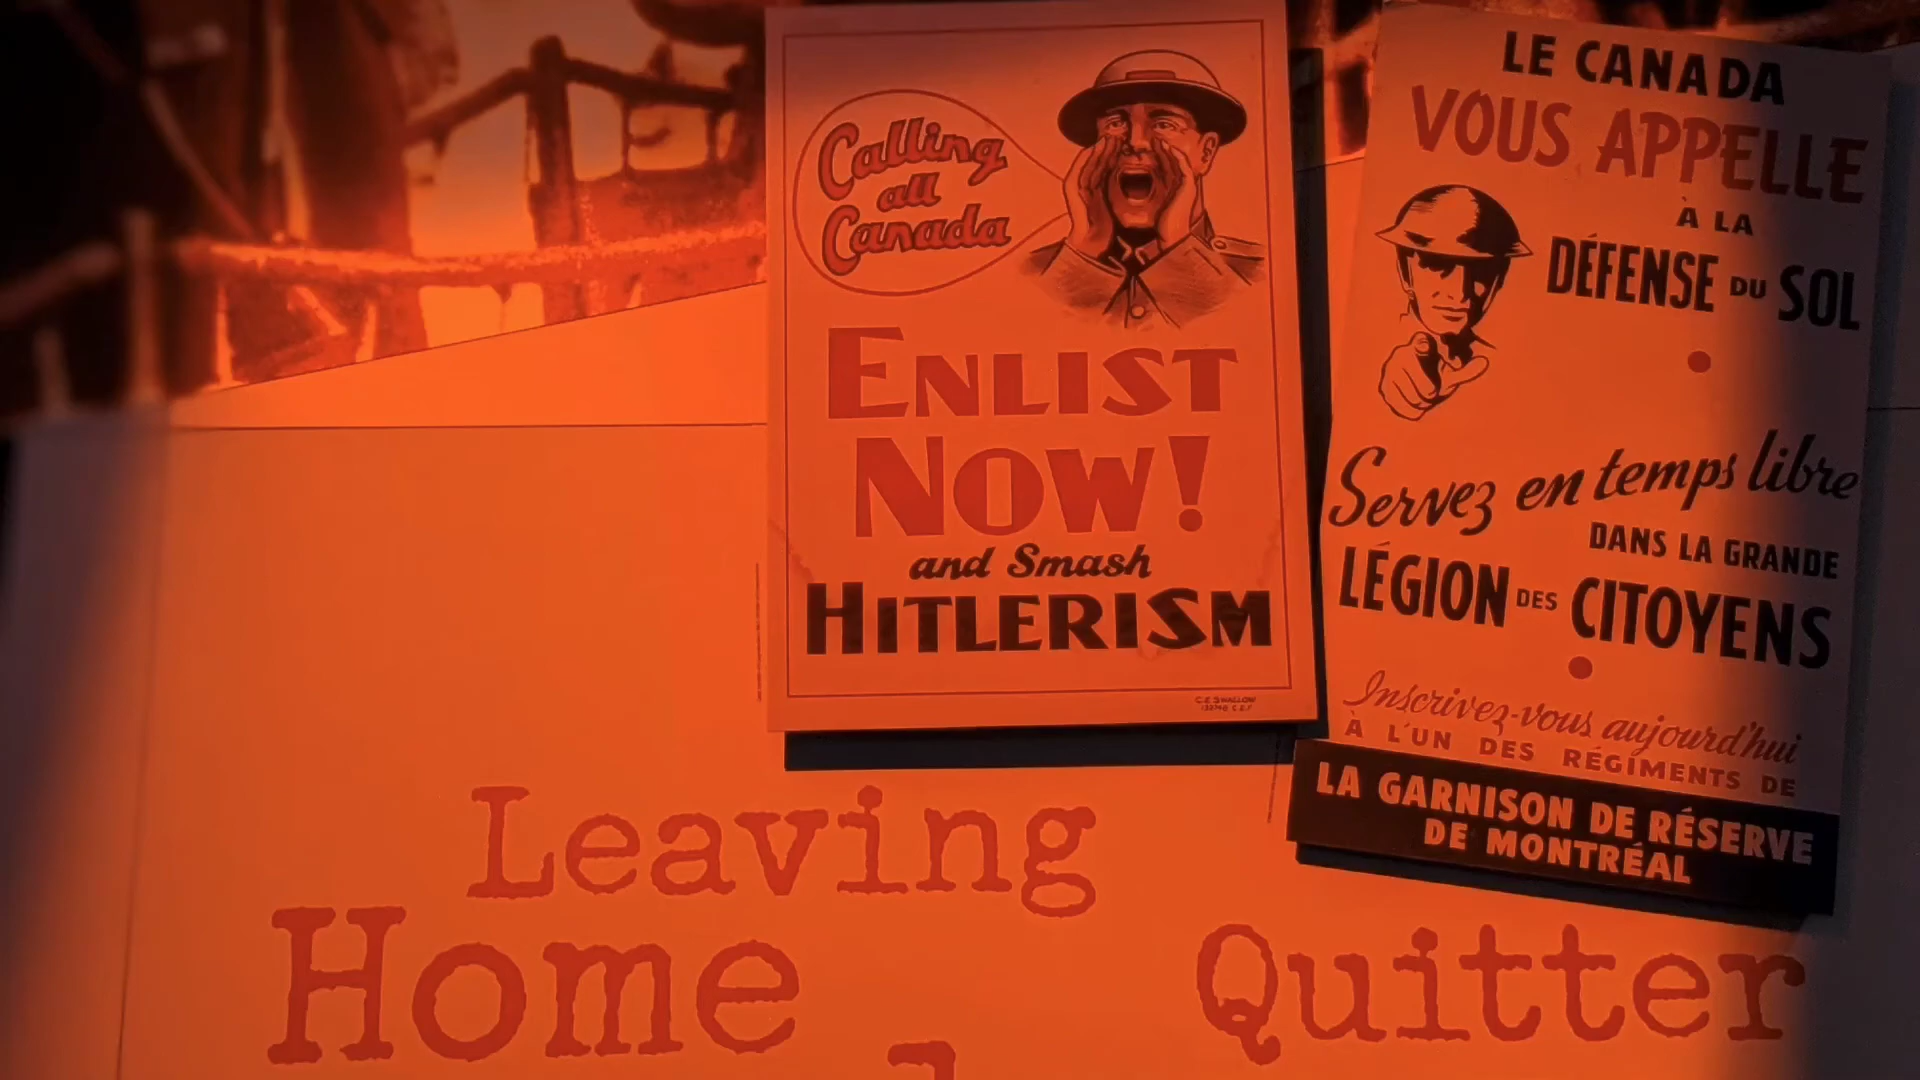 Calling
all
Canada
ENLIST
NOW!
and Smash
HITLERISM
LE CANADA
VOUS APPELLE
À LA
DÉFENSE DU SOL
Servez en temps libre
DANS LA GRANDE
LÉGION DES CITOYENS
Inscrivez-vous aujourd'hui
À L'UN DES RÉGIMENTS DE
LA GARNISON DE RÉSERVE
DE MONTRÉAL
Leaving
Home
Quitter